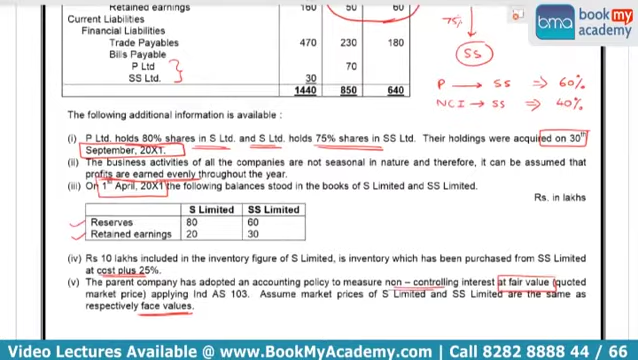 Retained earnings 160 50 60
Current Liabilities
Financial Liabilities
Trade Payables 470 230 180
Bills Payable
P Ltd 70
SS Ltd. 30
1440 850 640
75%
SS
P → SS ⇒ 60%
NCI → SS ⇒ 40%
bma book my academy.com
The following additional information is available :
(i) P Ltd. holds 80% shares in S Ltd. and S Ltd. holds 75% shares in SS Ltd. Their holdings were acquired on 30th
September, 20X1.
(ii) The business activities of all the companies are not seasonal in nature and therefore, it can be assumed that
profits are earned evenly throughout the year.
(iii) On 1st April, 20X1 the following balances stood in the books of S Limited and SS Limited.
Rs. in lakhs
S Limited SS Limited
Reserves 80 60
Retained earnings 20 30
(iv) Rs 10 lakhs included in the inventory figure of S Limited, is inventory which has been purchased from SS Limited
at cost plus 25%.
(v) The parent company has adopted an accounting policy to measure non – controlling interest at fair value (quoted
market price) applying Ind AS 103. Assume market prices of S Limited and SS Limited are the same as
respectively face values.
Video Lectures Available @ www.BookMyAcademy.com | Call 8282 8888 44 / 66